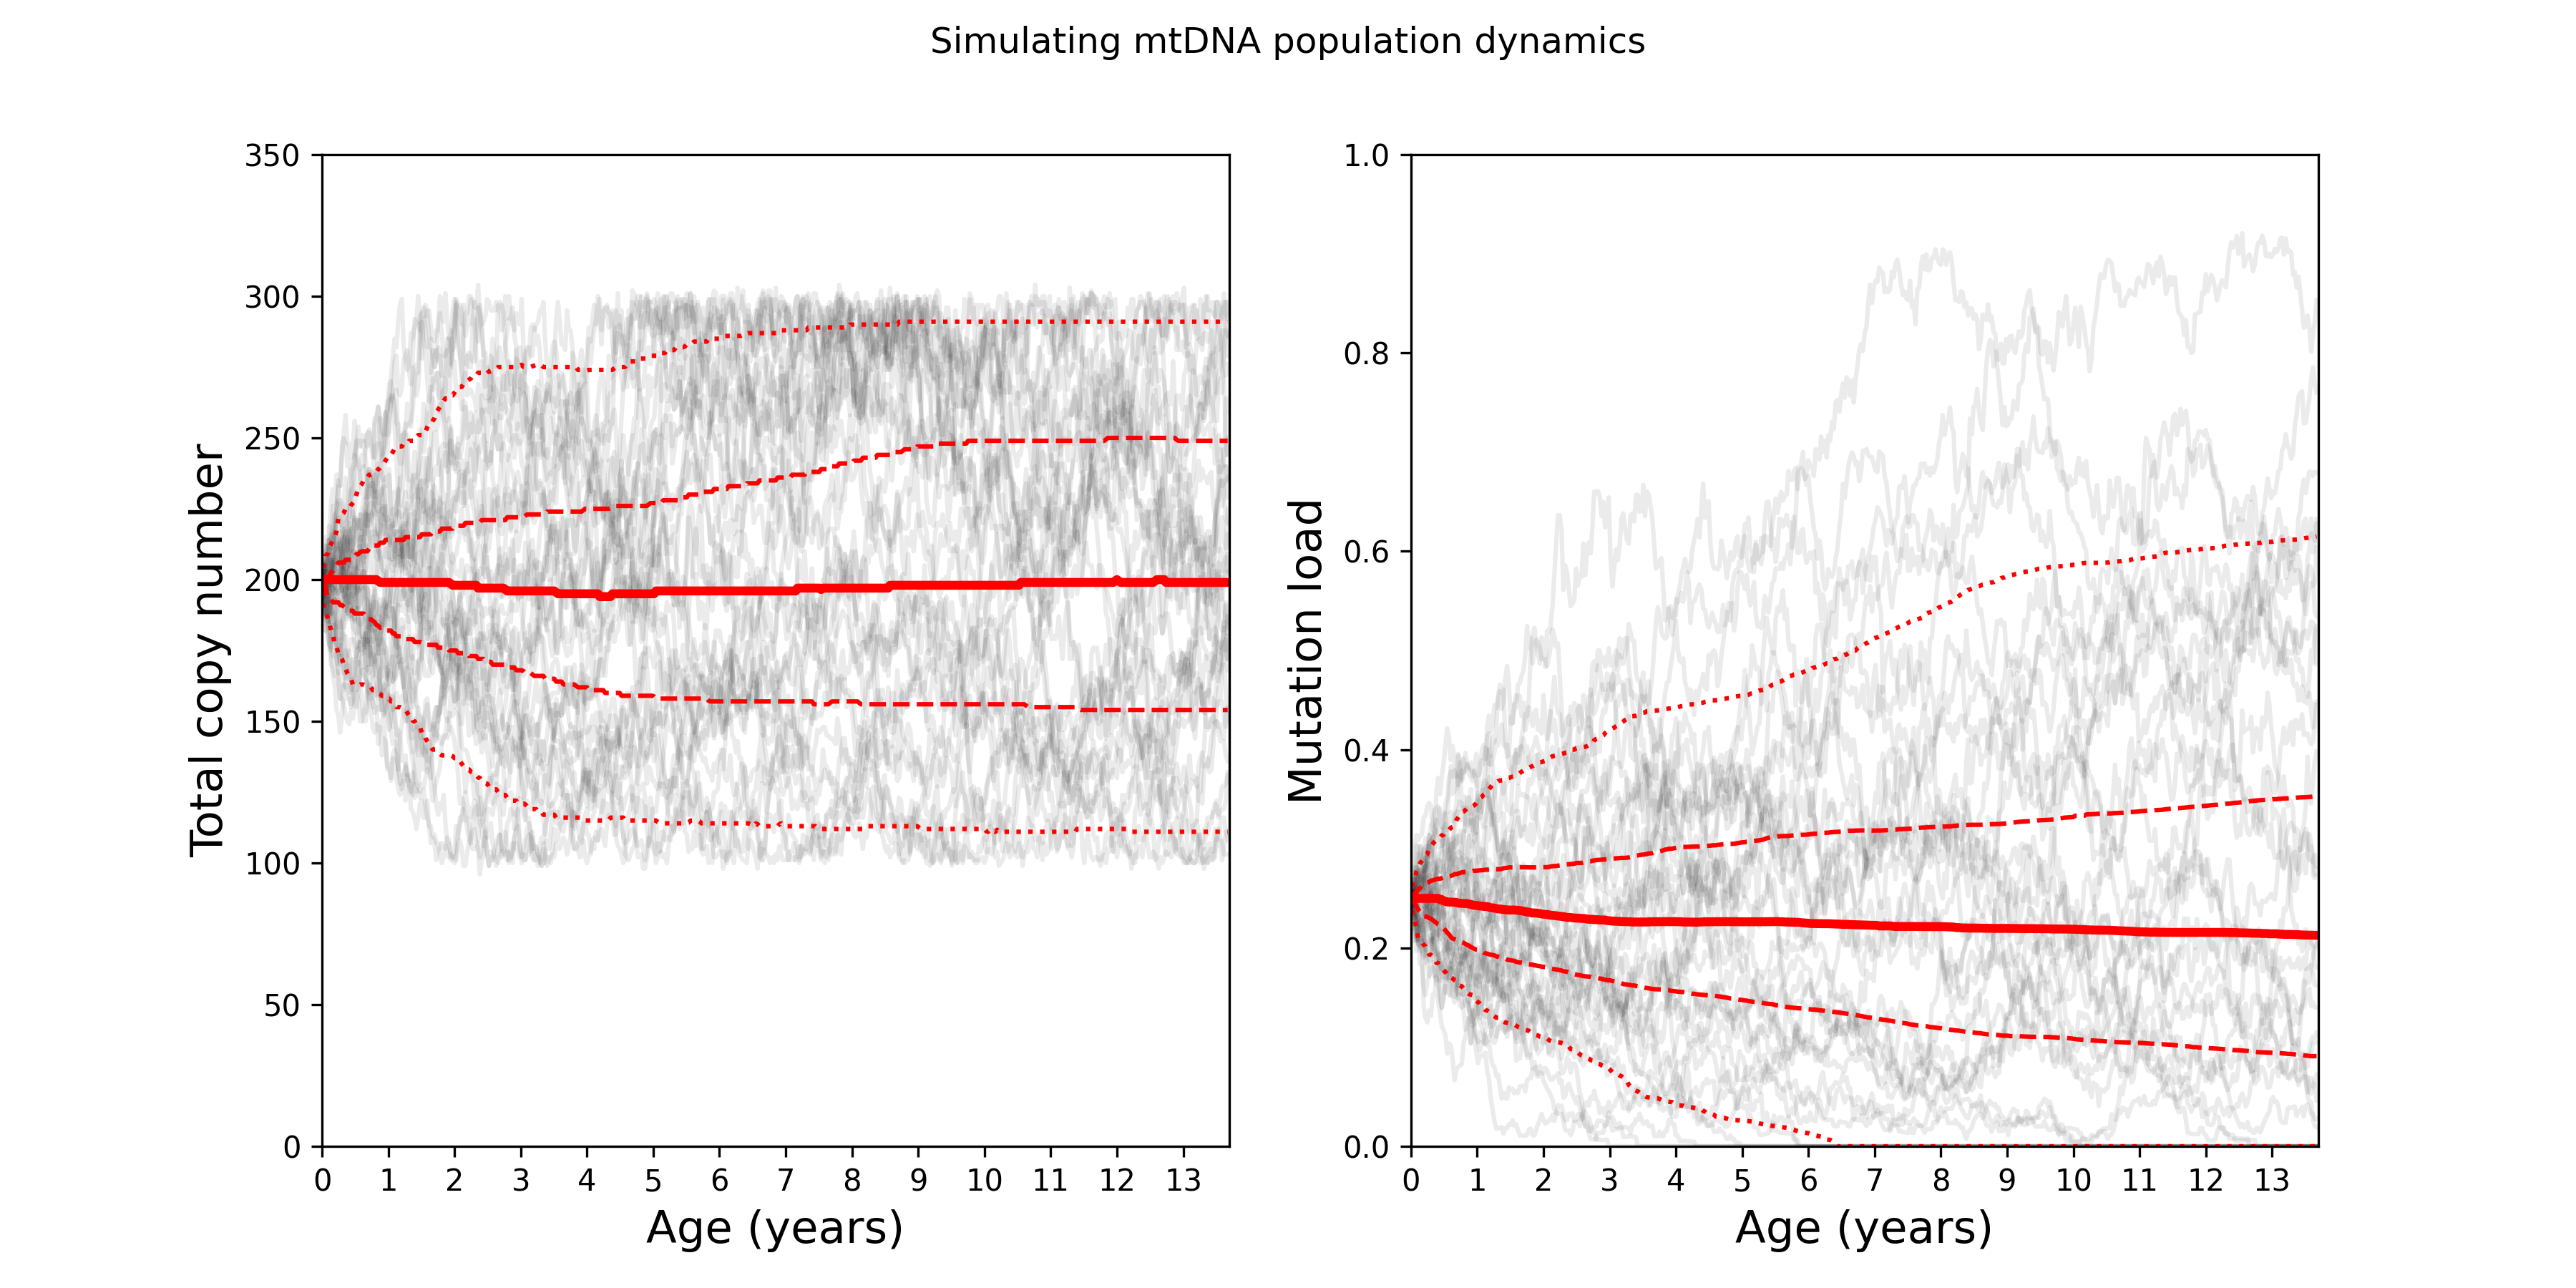 Simulating mtDNA population dynamics
Total copy number
350
300
250
200
150
100
50
0
0 1 2 3 4 5 6 7 8 9 10 11 12 13
Age (years)
Mutation load
1.0
0.8
0.6
0.4
0.2
0.0
0 1 2 3 4 5 6 7 8 9 10 11 12 13
Age (years)